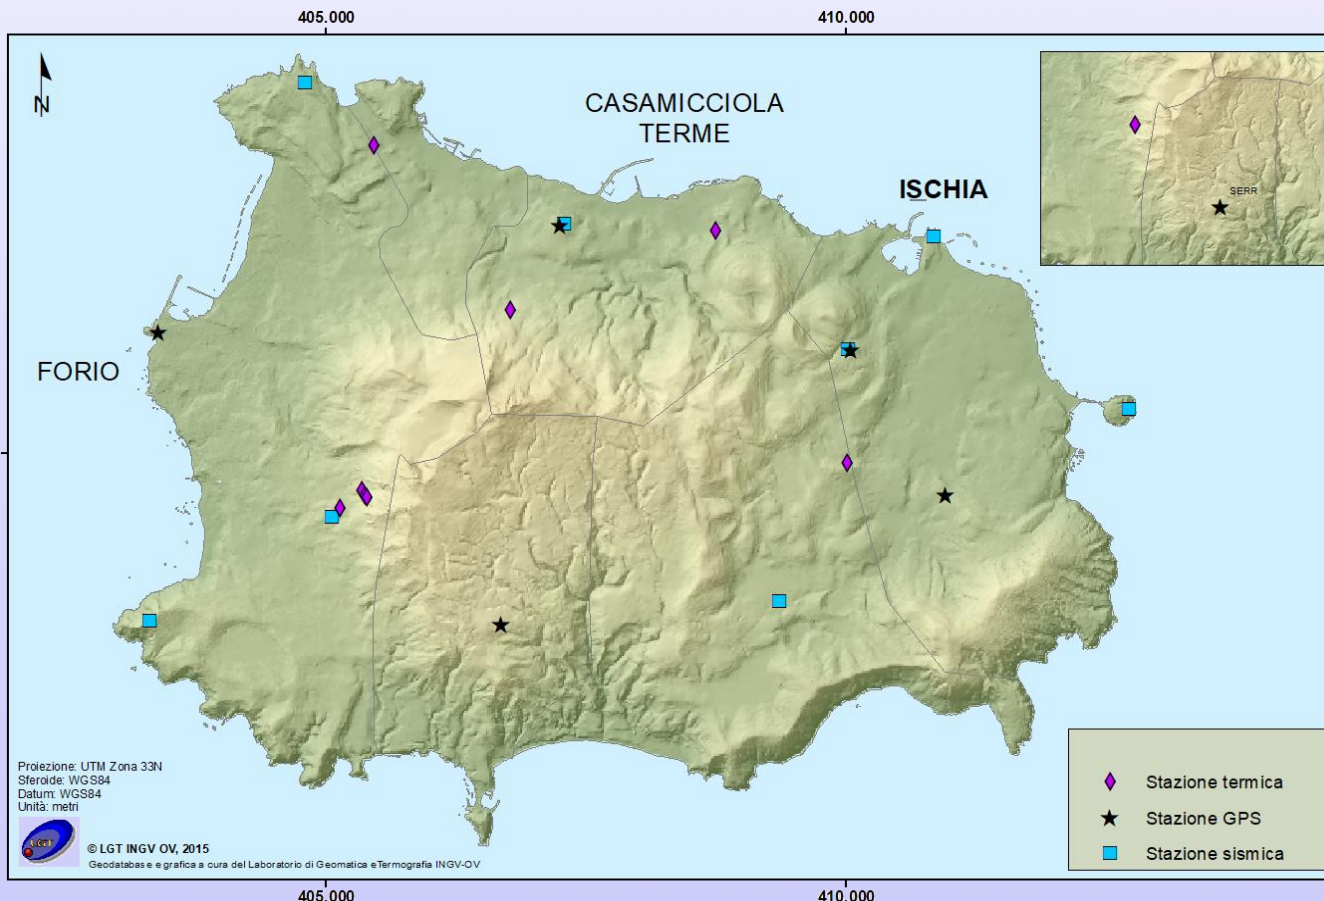 405.000
410.000
N
CASAMICCIOLA
TERME
ISCHIA
SERR
FORIO
Proiezione: UTM Zona 33N
Sferoide: WGS84
Datum: WGS84
Unità: metri
LGT
© LGT INGV OV, 2015
Geodatabase e grafica a cura del Laboratorio di Geomatica e Termografia INGV-OV
Stazione termica
Stazione GPS
Stazione sismica
405.000
410.000